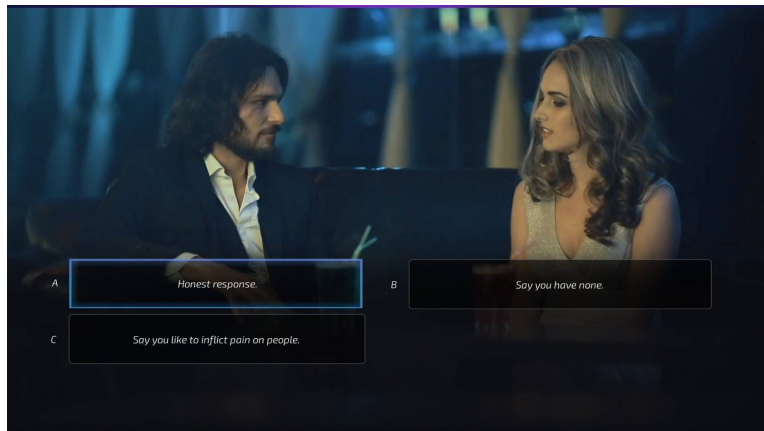 A
Honest response.
B
Say you have none.
C
Say you like to inflict pain on people.